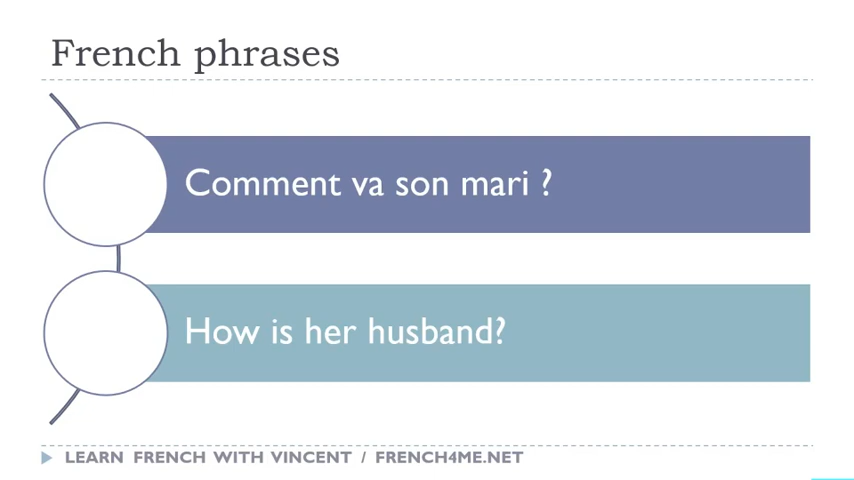 French phrases
Comment va son mari ?
How is her husband?
LEARN FRENCH WITH VINCENT / FRENCH4ME.NET